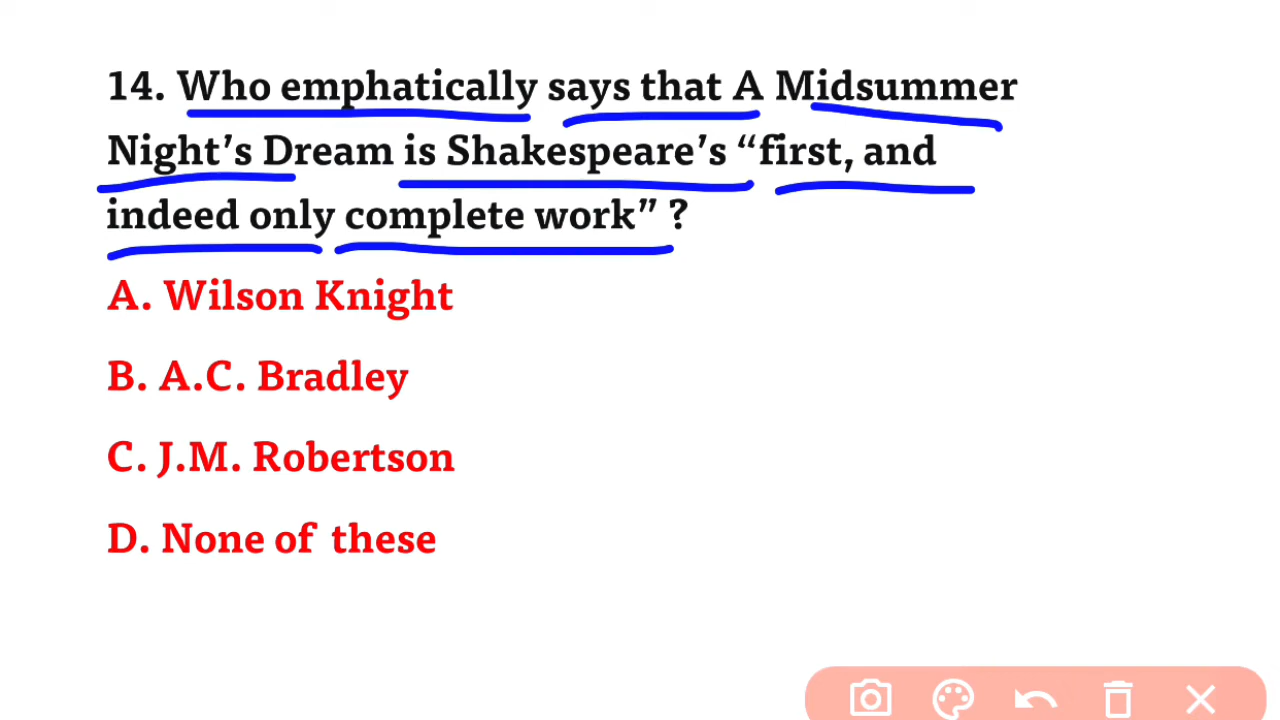 14. Who emphatically says that A Midsummer
Night’s Dream is Shakespeare’s “first, and
indeed only complete work” ?
A. Wilson Knight
B. A.C. Bradley
C. J.M. Robertson
D. None of these